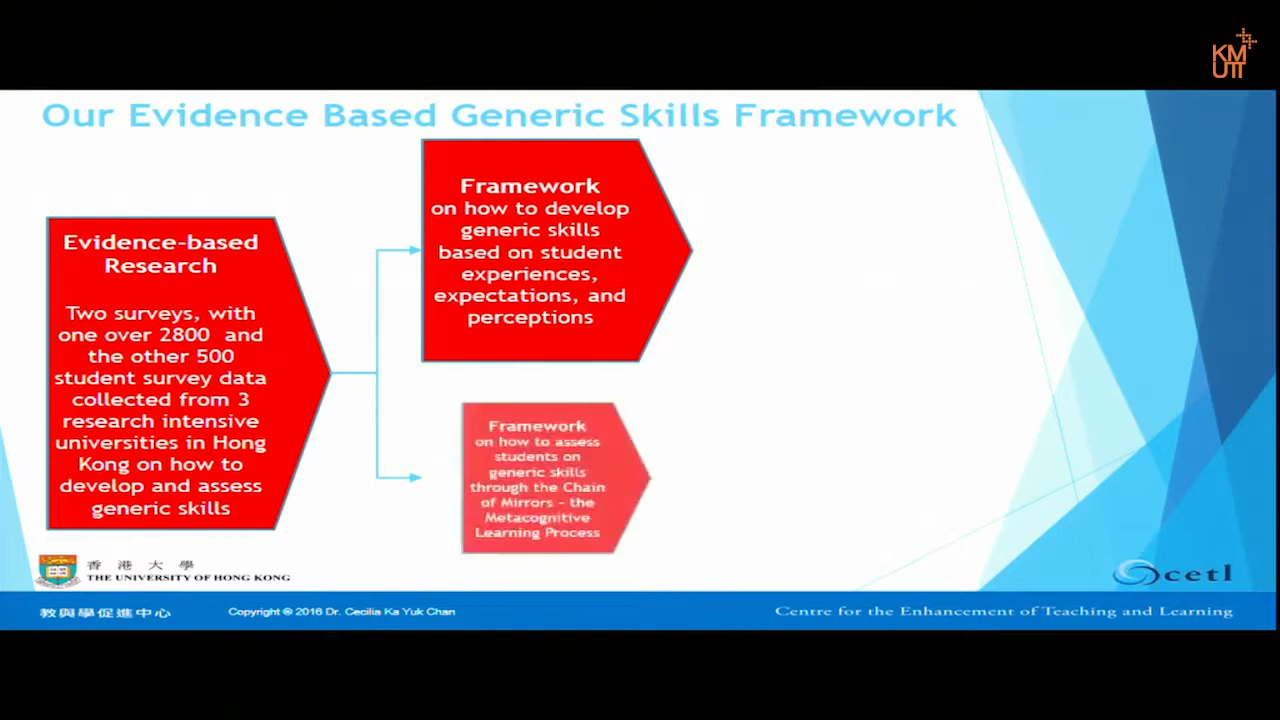 KM
UTT
Our Evidence Based Generic Skills Framework
Evidence-based
Research
Two surveys, with
one over 2800 and
the other 500
student survey data
collected from 3
research intensive
universities in Hong
Kong on how to
develop and assess
generic skills
Framework
on how to develop
generic skills
based on student
experiences,
expectations, and
perceptions
Framework
on how to assess
students on
generic skills
through the Chain
of Mirrors - the
Metacognitive
Learning Process
香港大學
THE UNIVERSITY OF HONG KONG
cetl
教與學促進中心
Copyright © 2016 Dr. Cecilia Ka Yuk Chan
Centre for the Enhancement of Teaching and Learning